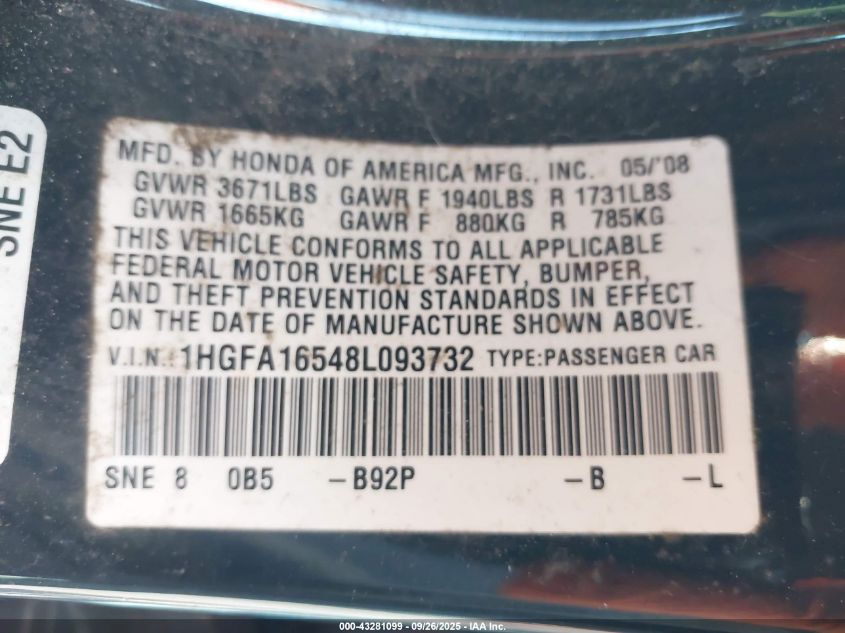 SNE E2
MFD. BY HONDA OF AMERICA MFG., INC. 05/'08
GVWR 3671LBS GAWR F 1940LBS R 1731LBS
GVWR 1665KG GAWR F 880KG R 785KG
THIS VEHICLE CONFORMS TO ALL APPLICABLE
FEDERAL MOTOR VEHICLE SAFETY, BUMPER,
AND THEFT PREVENTION STANDARDS IN EFFECT
ON THE DATE OF MANUFACTURE SHOWN ABOVE.
V.I.N.: 1HGFA16548L093732 TYPE:PASSENGER CAR
SNE 8 0B5 -B92P -B -L
000-43281099 - 09/26/2025 - IAA Inc.